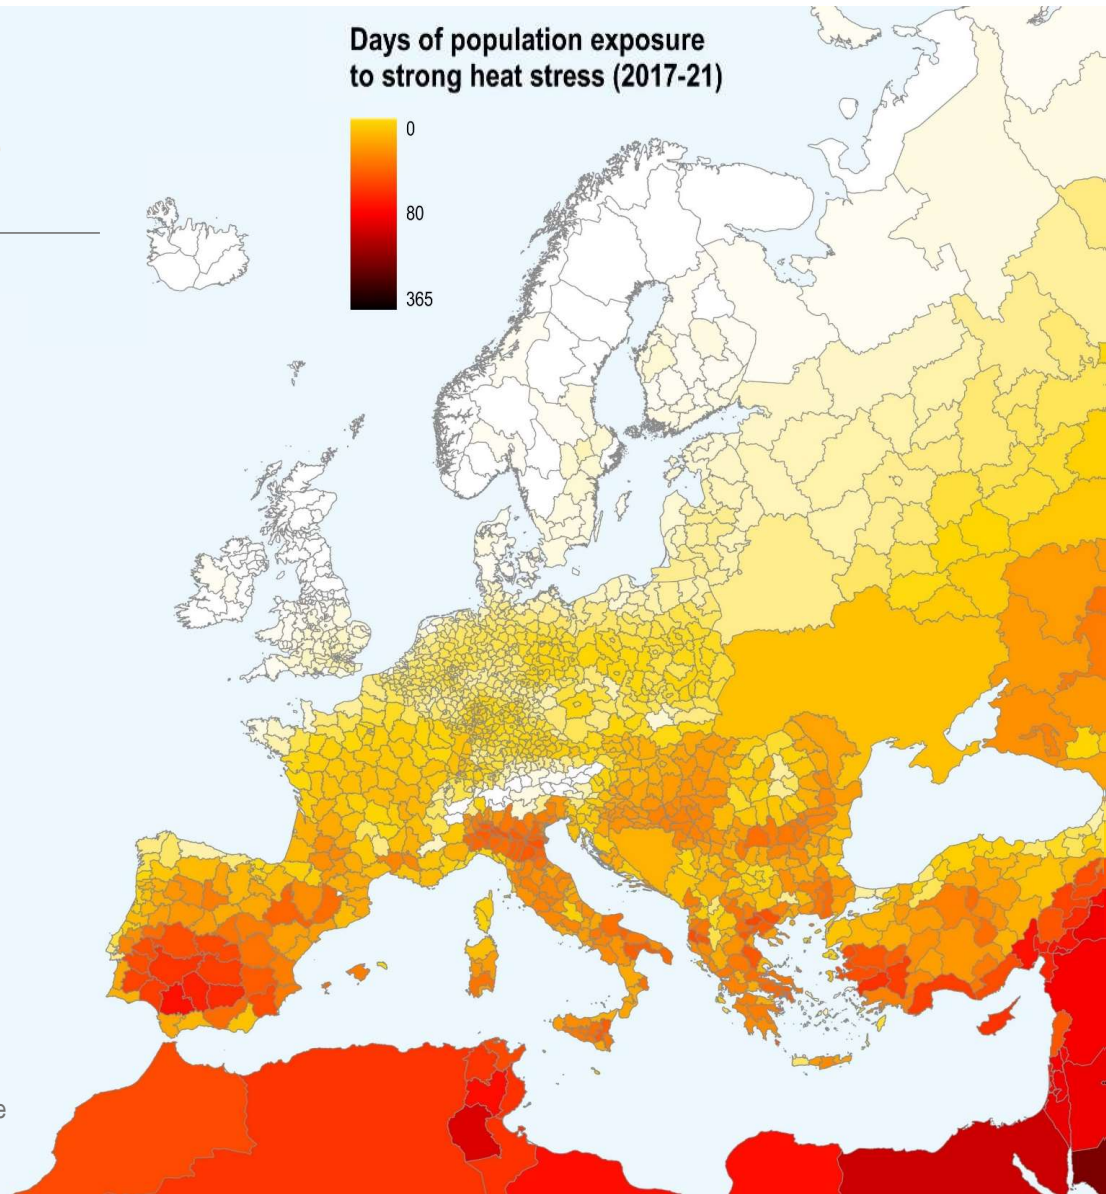 Days of population exposure
to strong heat stress (2017-21)
0
80
365
e